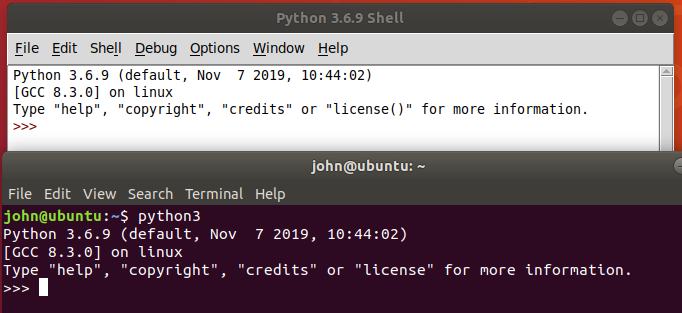 Python 3.6.9 Shell
File Edit Shell Debug Options Window Help
Python 3.6.9 (default, Nov  7 2019, 10:44:02)
[GCC 8.3.0] on linux
Type "help", "copyright", "credits" or "license()" for more information.
>>>
john@ubuntu: ~
File Edit View Search Terminal Help
john@ubuntu:~$ python3
Python 3.6.9 (default, Nov  7 2019, 10:44:02)
[GCC 8.3.0] on linux
Type "help", "copyright", "credits" or "license" for more information.
>>>